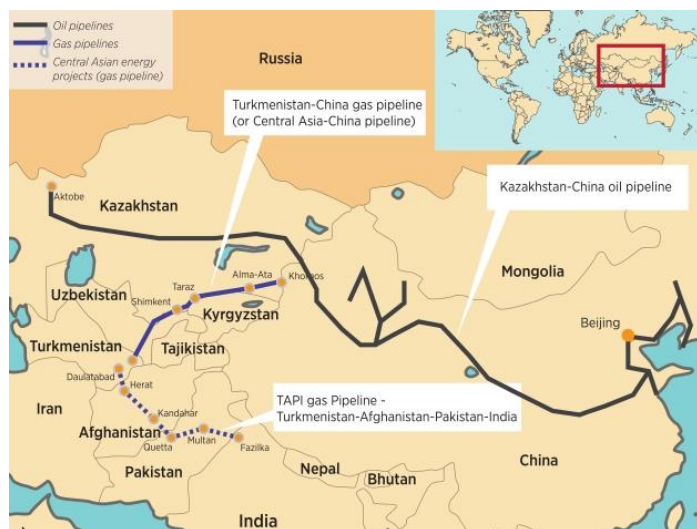 Oil pipelines
Gas pipelines
Central Asian energy
projects (gas pipeline)
Russia
Turkmenistan-China gas pipeline
(or Central Asia-China pipeline)
Aktobe
Kazakhstan
Kazakhstan-China oil pipeline
Mongolia
Alma-Ata
Khorgos
Taraz
Uzbekistan
Shimkent
Kyrgyzstan
Beijing
Turkmenistan
Tajikistan
Daulatabad
Herat
Iran
TAPI gas Pipeline -
Turkmenistan-Afghanistan-Pakistan-India
Kandahar
Afghanistan
Quetta
Multan
Fazilka
China
Pakistan
Nepal
Bhutan
India